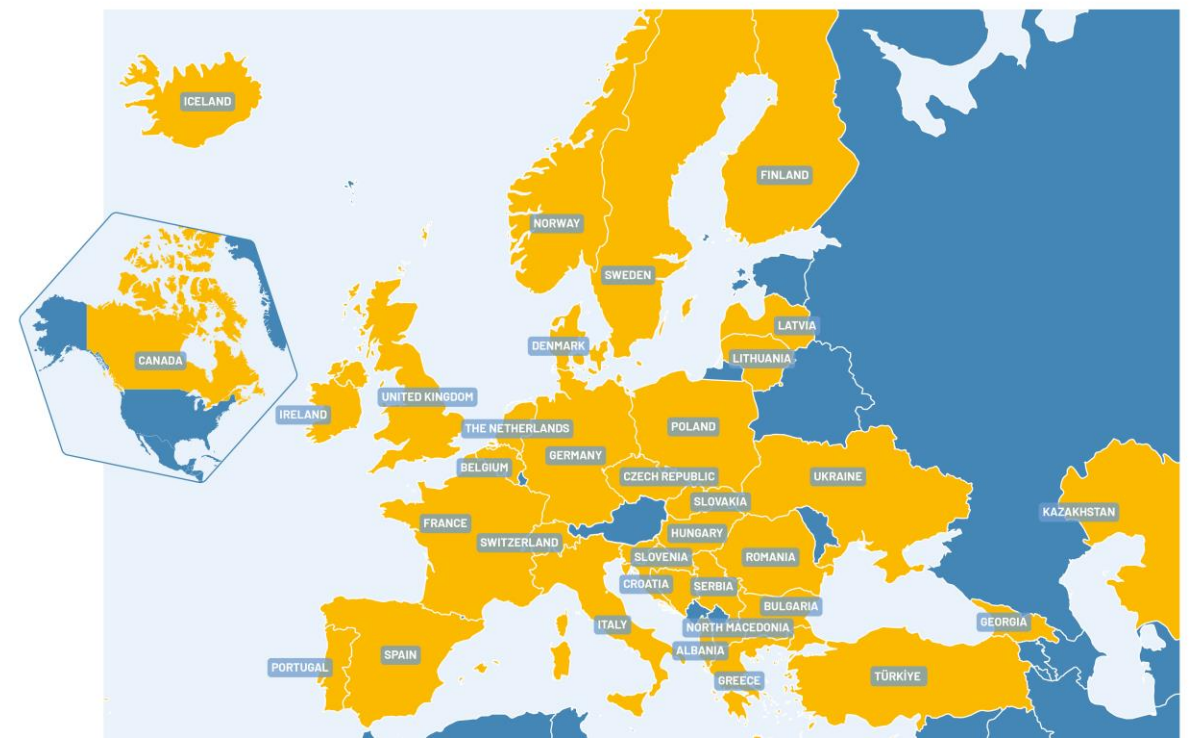 ICELAND
FINLAND
NORWAY
SWEDEN
LATVIA
DENMARK
LITHUANIA
CANADA
UNITED KINGDOM
IRELAND
THE NETHERLANDS
POLAND
GERMANY
BELGIUM
CZECH REPUBLIC
UKRAINE
SLOVAKIA
KAZAKHSTAN
FRANCE
HUNGARY
SWITZERLAND
SLOVENIA
ROMANIA
CROATIA
SERBIA
BULGARIA
GEORGIA
ITALY
NORTH MACEDONIA
ALBANIA
SPAIN
PORTUGAL
TÜRKİYE
GREECE